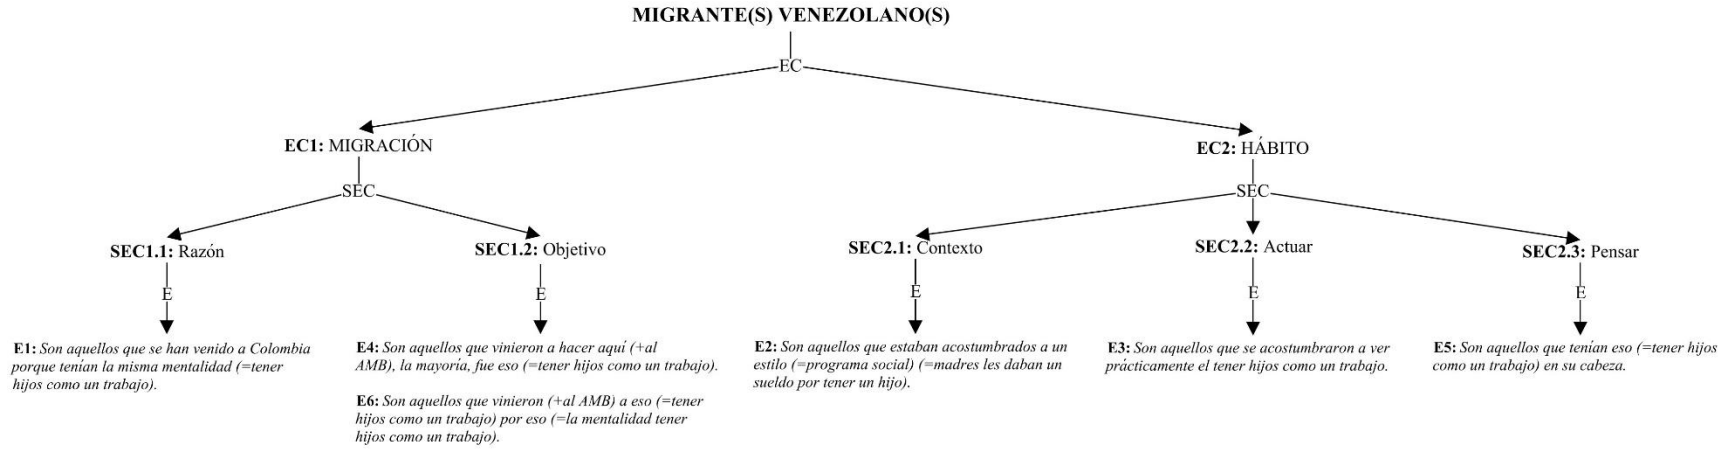 MIGRANTE(S) VENEZOLANO(S)
EC
EC1: MIGRACIÓN
EC2: HÁBITO
SEC
SEC
SEC1.1: Razón
SEC1.2: Objetivo
SEC2.1: Contexto
SEC2.2: Actuar
SEC2.3: Pensar
E
E
E
E
E
E1: Son aquellos que se han venido a Colombia
porque tenían la misma mentalidad (=tener
hijos como un trabajo).
E4: Son aquellos que vinieron a hacer aquí (+al
AMB), la mayoría, fue eso (=tener hijos como un trabajo).
E6: Son aquellos que vinieron (+al AMB) a eso (=tener
hijos como un trabajo) por eso (=la mentalidad tener
hijos como un trabajo).
E2: Son aquellos que estaban acostumbrados a un
estilo (=programa social) (=madres les daban un
sueldo por tener un hijo).
E3: Son aquellos que se acostumbraron a ver
prácticamente el tener hijos como un trabajo.
E5: Son aquellos que tenían eso (=tener hijos
como un trabajo) en su cabeza.